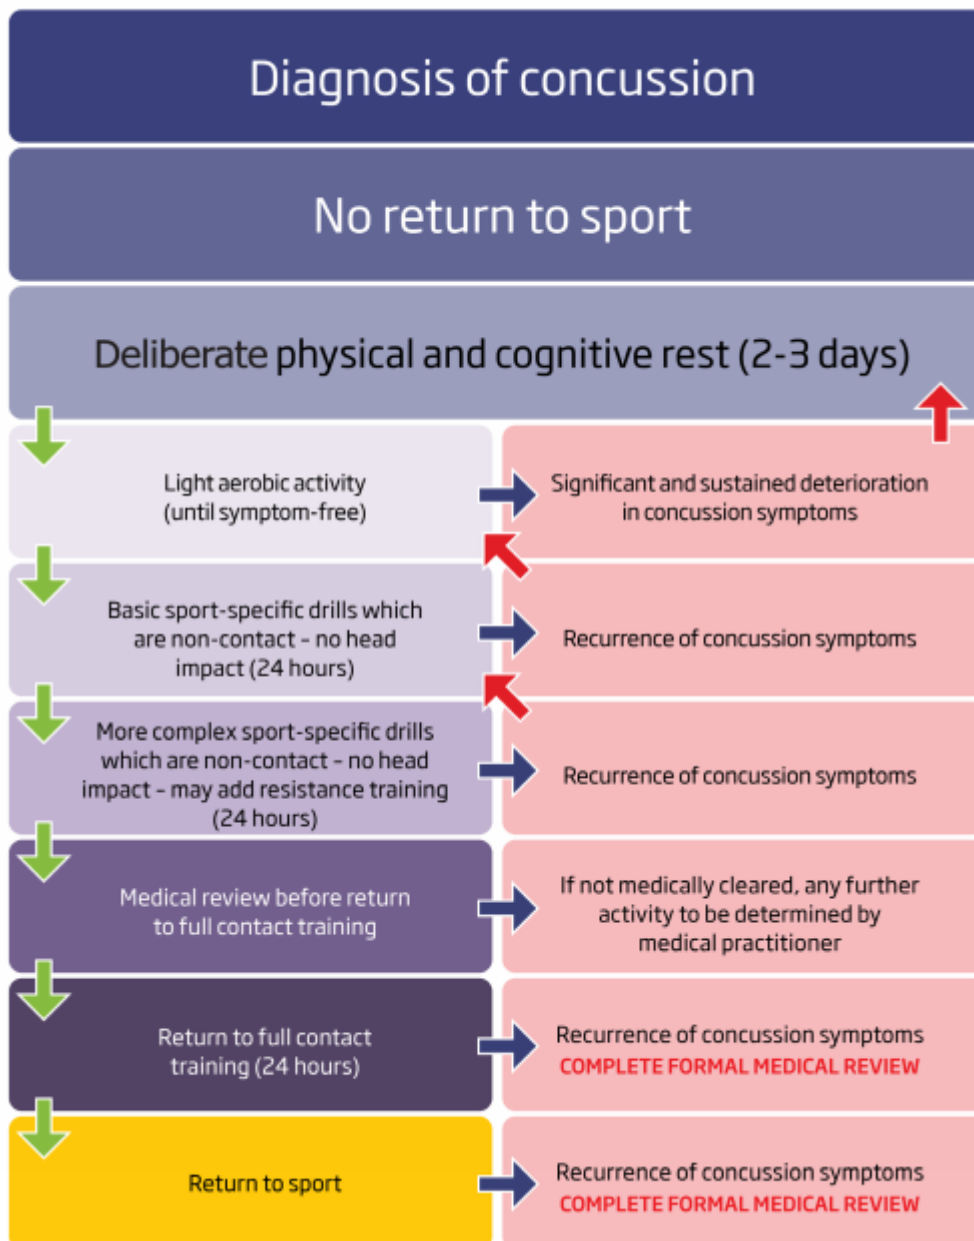 Diagnosis of concussion
No return to sport
Deliberate physical and cognitive rest (2-3 days)
Light aerobic activity
(until symptom-free)
Significant and sustained deterioration
in concussion symptoms
Basic sport-specific drills which
are non-contact – no head
impact (24 hours)
Recurrence of concussion symptoms
More complex sport-specific drills
which are non-contact – no head
impact – may add resistance training
(24 hours)
Recurrence of concussion symptoms
Medical review before return
to full contact training
If not medically cleared, any further
activity to be determined by
medical practitioner
Return to full contact
training (24 hours)
Recurrence of concussion symptoms
COMPLETE FORMAL MEDICAL REVIEW
Return to sport
Recurrence of concussion symptoms
COMPLETE FORMAL MEDICAL REVIEW